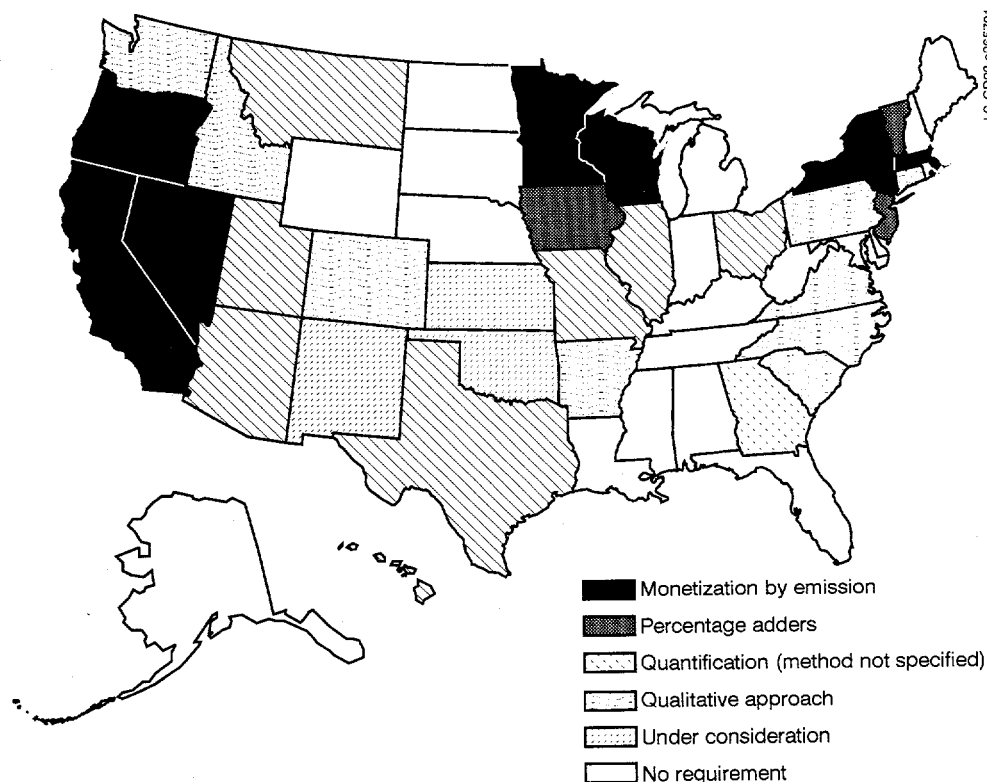 Monetization by emission
Percentage adders
Quantification (method not specified)
Qualitative approach
Under consideration
No requirement